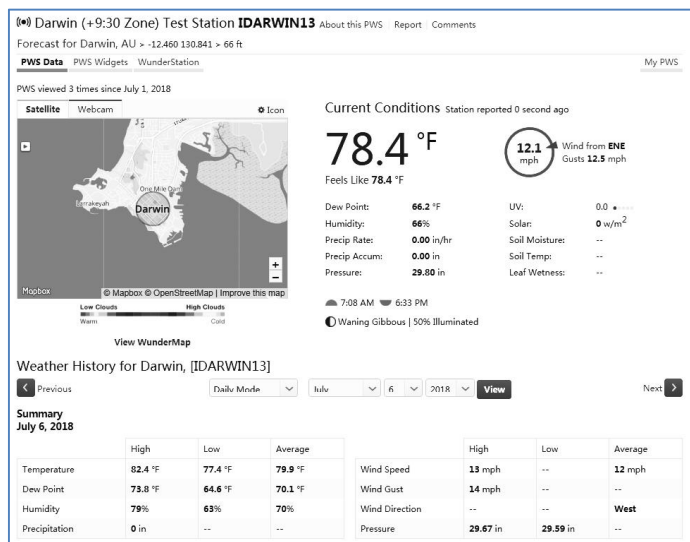 Darwin (+9:30 Zone) Test Station IDARWIN13 About this PWS | Report | Comments
Forecast for Darwin, AU > -12.460 130.841 > 66 ft
PWS Data PWS Widgets WunderStation My PWS
PWS viewed 3 times since July 1, 2018
Satellite Webcam Icon
One Mile Dam
Larrakeyah
Darwin
+
−
Mapbox © Mapbox © OpenStreetMap | Improve this map
Low Clouds High Clouds
Warm Cold
View WunderMap
Current Conditions Station reported 0 second ago
78.4 °F
Feels Like 78.4 °F
12.1 mph
Wind from ENE
Gusts 12.5 mph
Dew Point: 66.2 °F
Humidity: 66%
Precip Rate: 0.00 in/hr
Precip Accum: 0.00 in
Pressure: 29.80 in
UV: 0.0
Solar: 0 w/m²
Soil Moisture: --
Soil Temp: --
Leaf Wetness: --
7:08 AM 6:33 PM
Waning Gibbous | 50% Illuminated
Weather History for Darwin, [IDARWIN13]
Previous Daily Mode July 6 2018 View Next
Summary
July 6, 2018
High Low Average
Temperature 82.4 °F 77.4 °F 79.9 °F
Dew Point 73.8 °F 64.6 °F 70.1 °F
Humidity 79% 63% 70%
Precipitation 0 in -- --
High Low Average
Wind Speed 13 mph -- 12 mph
Wind Gust 14 mph -- --
Wind Direction -- -- West
Pressure 29.67 in 29.59 in --